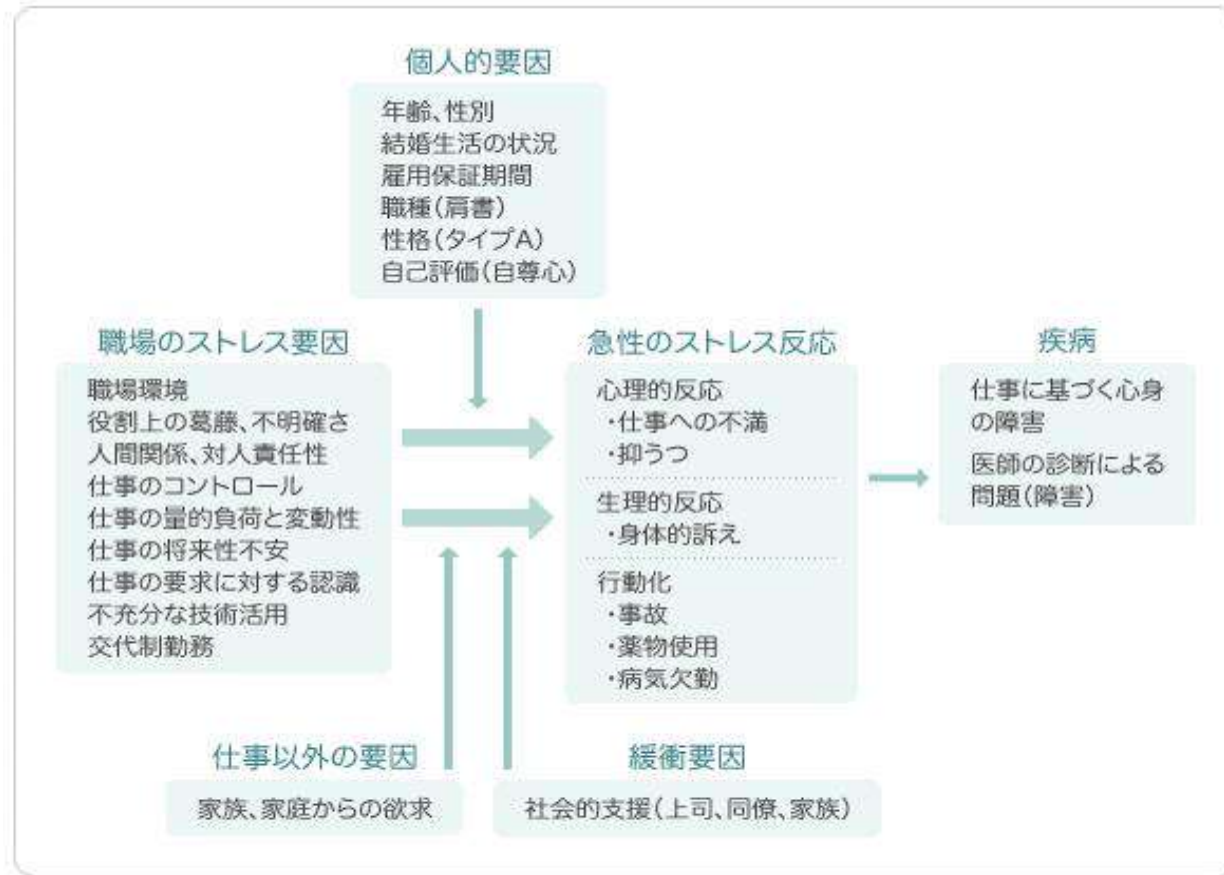 個人的要因
年齢、性別
結婚生活の状況
雇用保証期間
職種(肩書)
性格(タイプA)
自己評価(自尊心)
職場のストレス要因
職場環境
役割上の葛藤、不明確さ
人間関係、対人責任性
仕事のコントロール
仕事の量的負荷と変動性
仕事の将来性不安
仕事の要求に対する認識
不充分な技術活用
交代制勤務
急性のストレス反応
心理的反応
・仕事への不満
・抑うつ
生理的反応
・身体的訴え
行動化
・事故
・薬物使用
・病気欠勤
疾病
仕事に基づく心身
の障害
医師の診断による
問題(障害)
仕事以外の要因
家族、家庭からの欲求
緩衝要因
社会的支援(上司、同僚、家族)